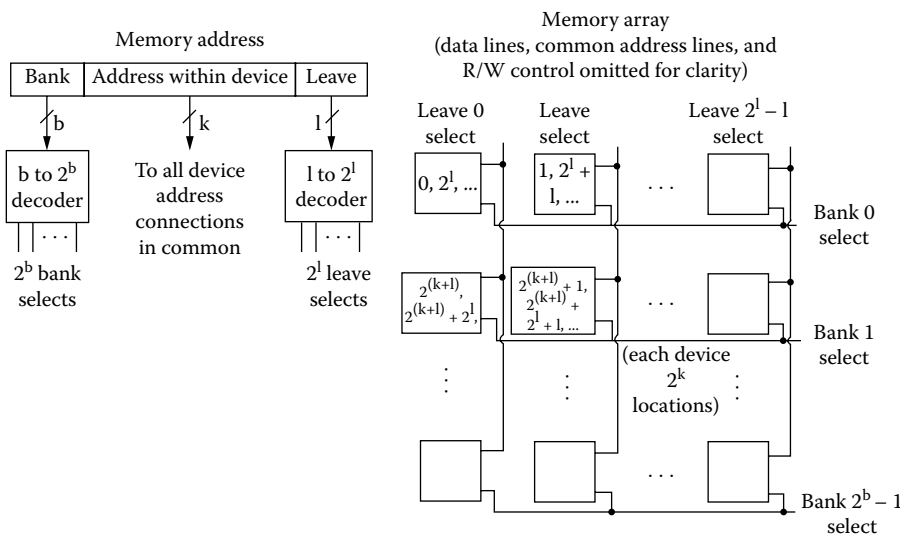 Memory address
Bank
Address within device
Leave
b
k
l
b to 2^b
decoder
To all device
address
connections
in common
l to 2^l
decoder
. . .
. . .
2^b bank
selects
2^l leave
selects
Memory array
(data lines, common address lines, and
R/W control omitted for clarity)
Leave 0
select
Leave
select
Leave 2^l – l
select
0, 2^l, ...
1, 2^l +
l, ...
. . .
Bank 0
select
2^(k+l),
2^(k+l) + 2^l,
2^(k+l) + 1,
2^(k+l) +
2^l + l, ...
. . .
Bank 1
select
(each device
2^k
locations)
. . .
Bank 2^b – 1
select